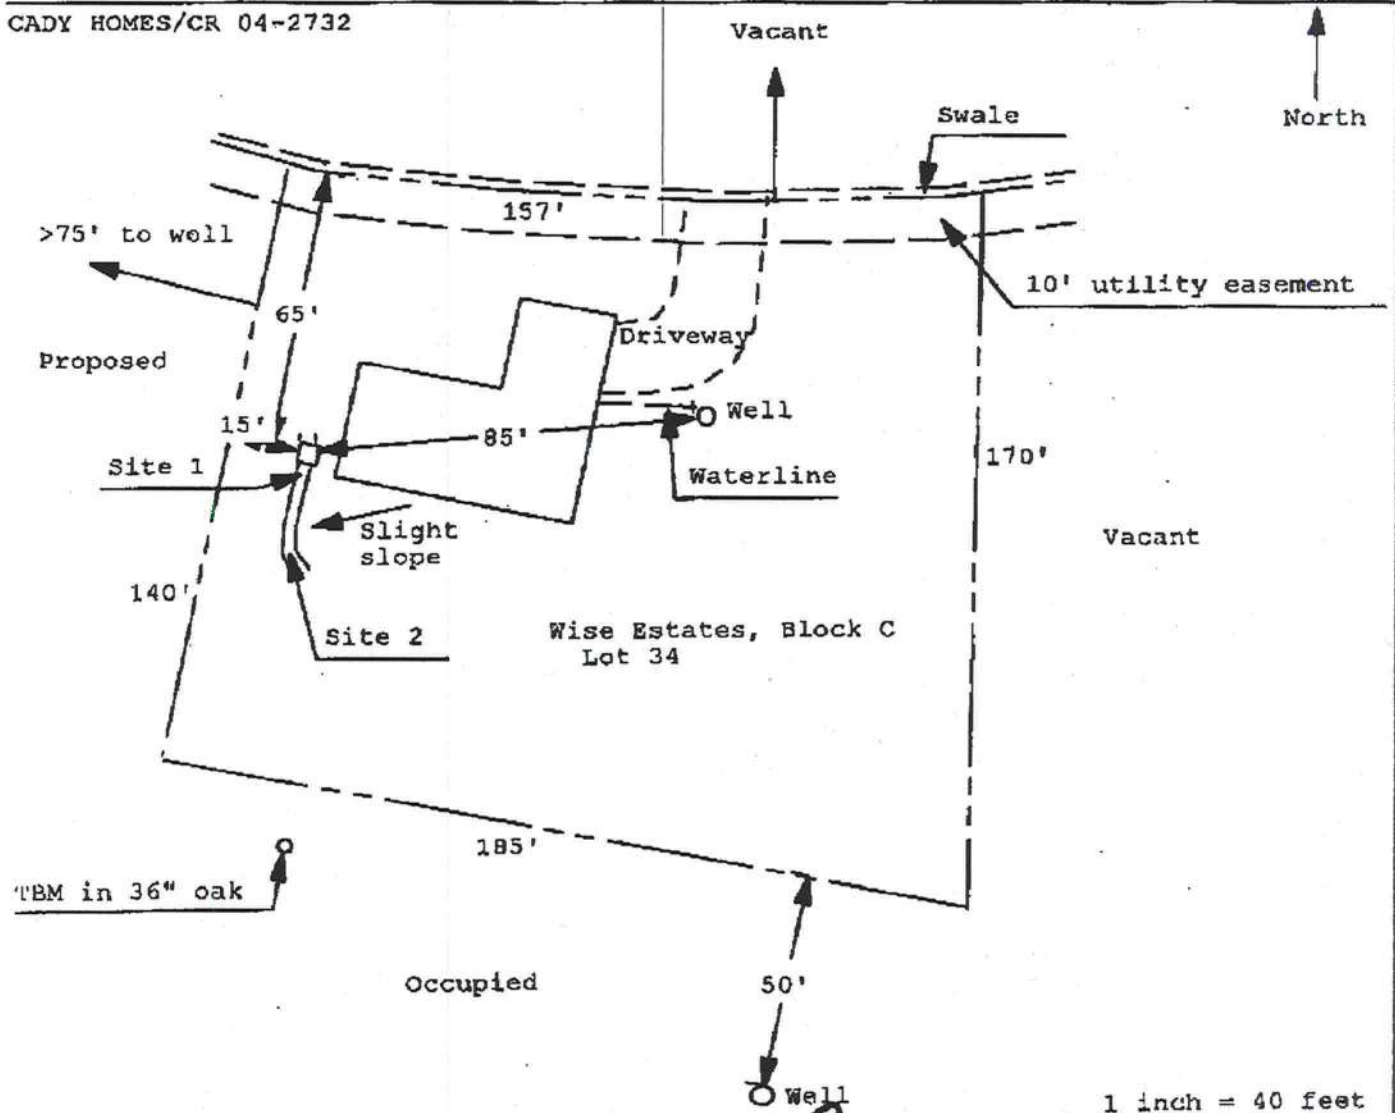 CADY HOMES/CR 04-2732
Vacant
North
Swale
157'
>75' to well
10' utility easement
65'
Driveway
Proposed
15'
Well
85'
Site 1
Waterline
170'
Slight
slope
Vacant
140'
Site 2
Wise Estates, Block C
Lot 34
185'
TBM in 36" oak
Occupied
50'
Well
1 inch = 40 feet